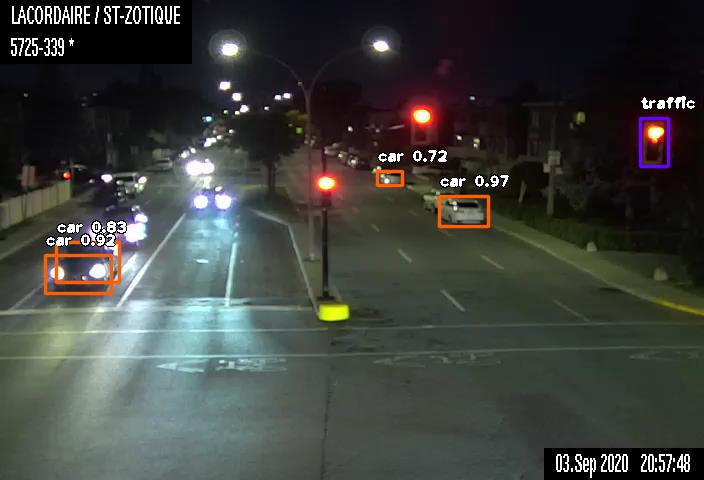 LACORDAIRE / ST-ZOTIQUE
5725-339 *
traffic
car 0.72
car 0.97
car 0.83
car 0.92
03.Sep 2020 20:57:48